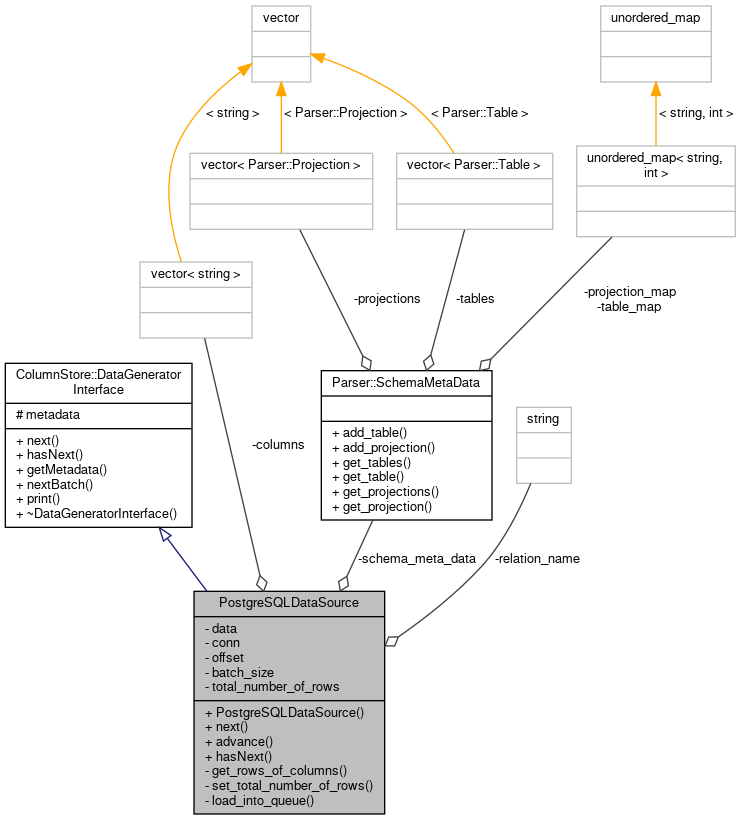 vector
unordered_map
< string >
< Parser::Projection >
< Parser::Table >
< string, int >
vector< Parser::Projection >
vector< Parser::Table >
unordered_map< string,
int >
vector< string >
-projections
-tables
-projection_map
-table_map
ColumnStore::DataGenerator
Interface
# metadata
+ next()
+ hasNext()
+ getMetadata()
+ nextBatch()
+ print()
+ ~DataGeneratorInterface()
-columns
Parser::SchemaMetaData
+ add_table()
+ add_projection()
+ get_tables()
+ get_table()
+ get_projections()
+ get_projection()
string
-schema_meta_data
-relation_name
PostgreSQLDataSource
- data
- conn
- offset
- batch_size
- total_number_of_rows
+ PostgreSQLDataSource()
+ next()
+ advance()
+ hasNext()
- get_rows_of_columns()
- set_total_number_of_rows()
- load_into_queue()